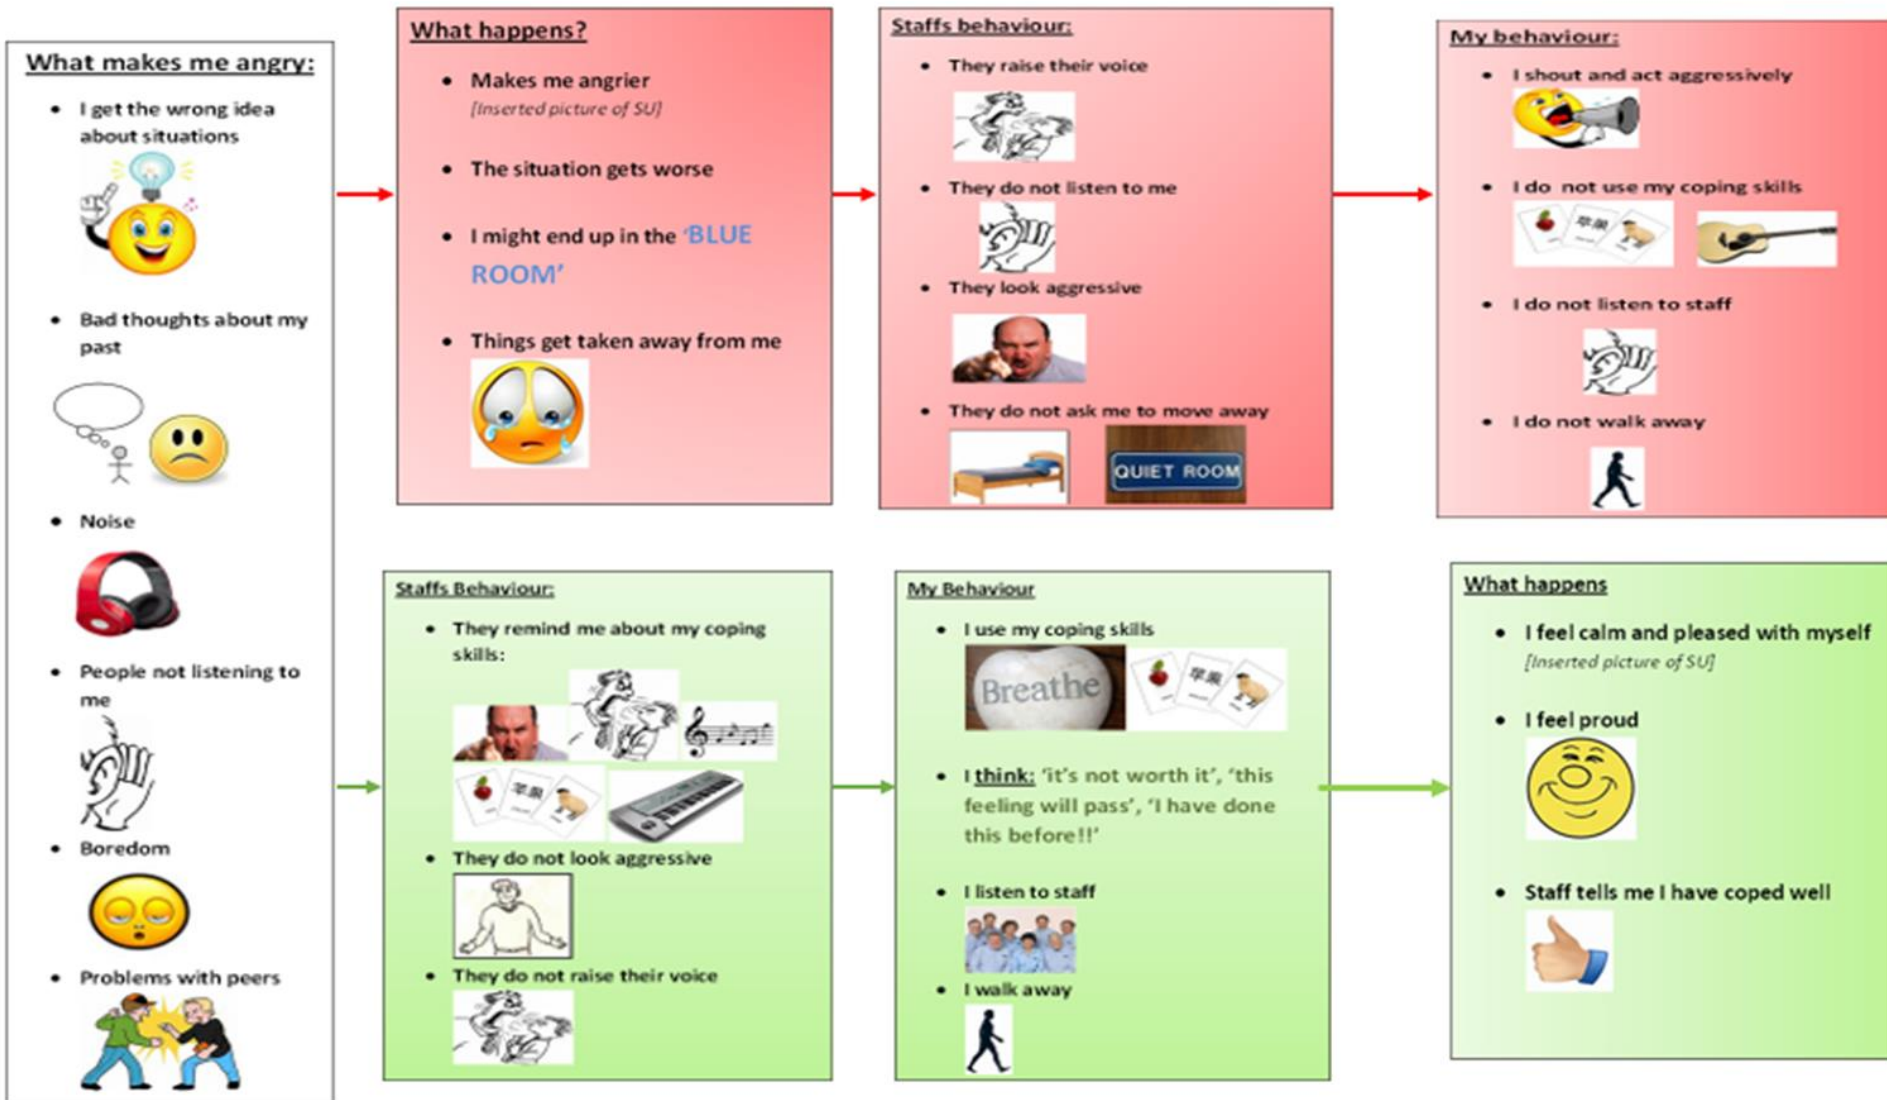 What makes me angry:
• I get the wrong idea
about situations
• Bad thoughts about my
past
• Noise
• People not listening to
me
• Boredom
• Problems with peers
What happens?
• Makes me angrier
[Inserted picture of SU]
• The situation gets worse
• I might end up in the ‘BLUE
ROOM’
• Things get taken away from me
Staffs behaviour:
• They raise their voice
• They do not listen to me
• They look aggressive
• They do not ask me to move away
QUIET ROOM
My behaviour:
• I shout and act aggressively
• I do not use my coping skills
苹果
• I do not listen to staff
• I do not walk away
Staffs Behaviour:
• They remind me about my coping
skills:
苹果
• They do not look aggressive
• They do not raise their voice
My Behaviour
• I use my coping skills
Breathe
苹果
• I think: ‘it’s not worth it’, ‘this
feeling will pass’, ‘I have done
this before!!’
• I listen to staff
• I walk away
What happens
• I feel calm and pleased with myself
[Inserted picture of SU]
• I feel proud
• Staff tells me I have coped well